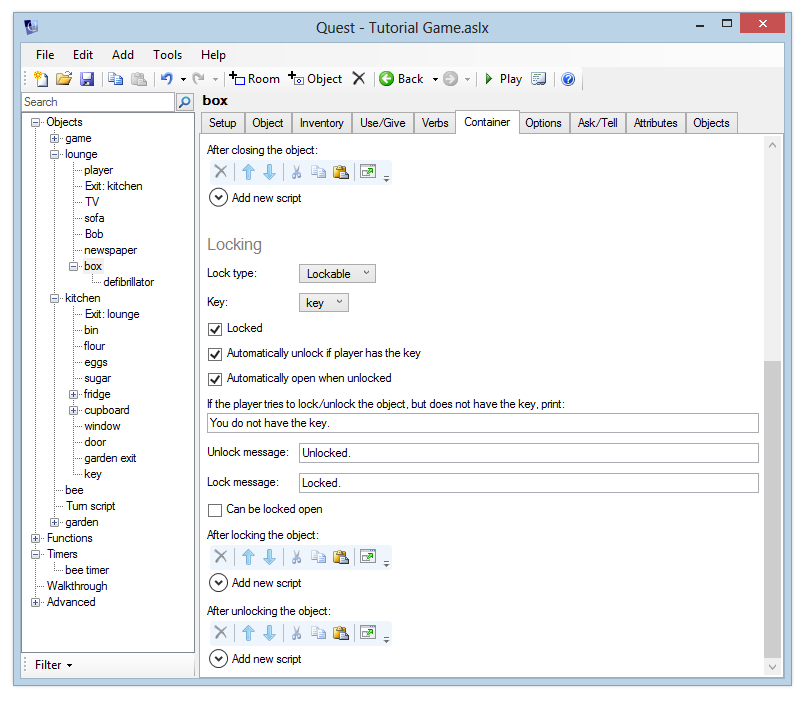 Quest - Tutorial Game.aslx
File Edit Add Tools Help
Room Object Back Play
Search
box
Setup Object Inventory Use/Give Verbs Container Options Ask/Tell Attributes Objects
Objects
game
lounge
player
Exit: kitchen
TV
sofa
Bob
newspaper
box
defibrillator
kitchen
Exit: lounge
bin
flour
eggs
sugar
fridge
cupboard
window
door
garden exit
key
bee
Turn script
garden
Functions
Timers
bee timer
Walkthrough
Advanced
Filter
After closing the object:
Add new script
Locking
Lock type: Lockable
Key: key
Locked
Automatically unlock if player has the key
Automatically open when unlocked
If the player tries to lock/unlock the object, but does not have the key, print:
You do not have the key.
Unlock message: Unlocked.
Lock message: Locked.
Can be locked open
After locking the object:
Add new script
After unlocking the object:
Add new script